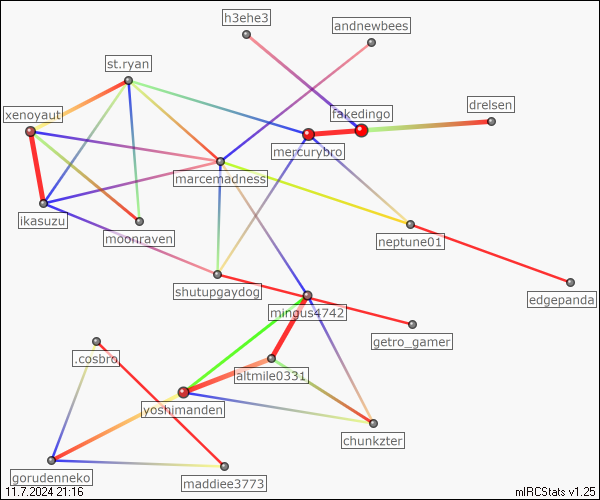 h3ehe3
andnewbees
st.ryan
xenoyaut
fakedingo
drelsen
mercurybro
marcemadness
ikasuzu
moonraven
neptune01
shutupgaydog
edgepanda
mingus4742
getro_gamer
.cosbro
altmile0331
yoshimanden
chunkzter
gorudenneko
maddiee3773
11.7.2024 21:16
mIRCStats v1.25